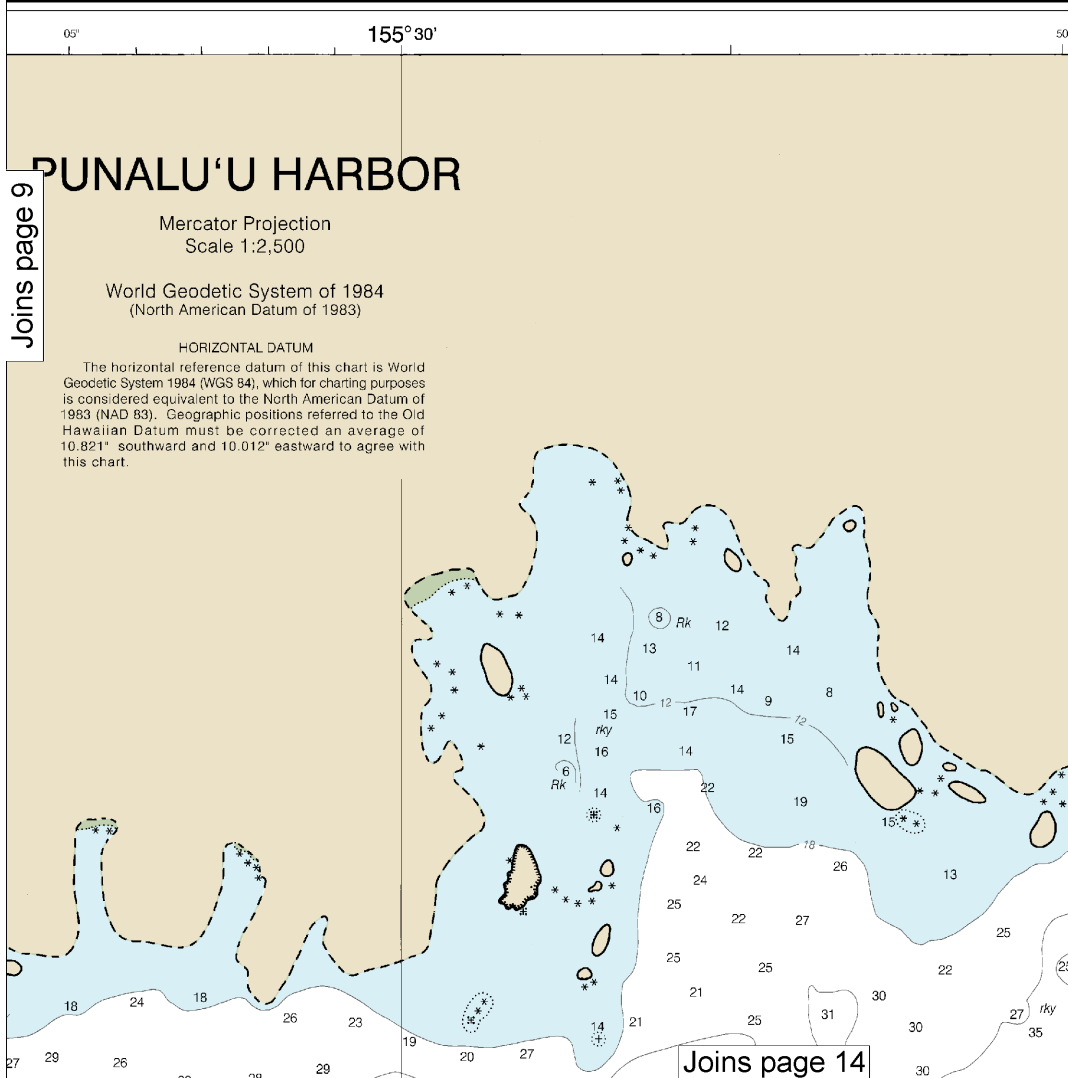 05"
155°30'
50
PUNALU‘U HARBOR
Joins page 9
Mercator Projection
Scale 1:2,500
World Geodetic System of 1984
(North American Datum of 1983)
HORIZONTAL DATUM
The horizontal reference datum of this chart is World
Geodetic System 1984 (WGS 84), which for charting purposes
is considered equivalent to the North American Datum of
1983 (NAD 83). Geographic positions referred to the Old
Hawaiian Datum must be corrected an average of
10.821" southward and 10.012" eastward to agree with
this chart.
8 Rk 12
14
13 14
11
14
10 14 9 8
12
15 17
12
rky
12 15
16 14
6
Rk 14 22
16 19
15
18
22 22
26
24 13
25
22 27
25
25 25 22 25
21 30
18 24 18
26 23 14 21 25 31 30 27 rky
35
19
27 29 26 29 20 27
30
28
Joins page 14